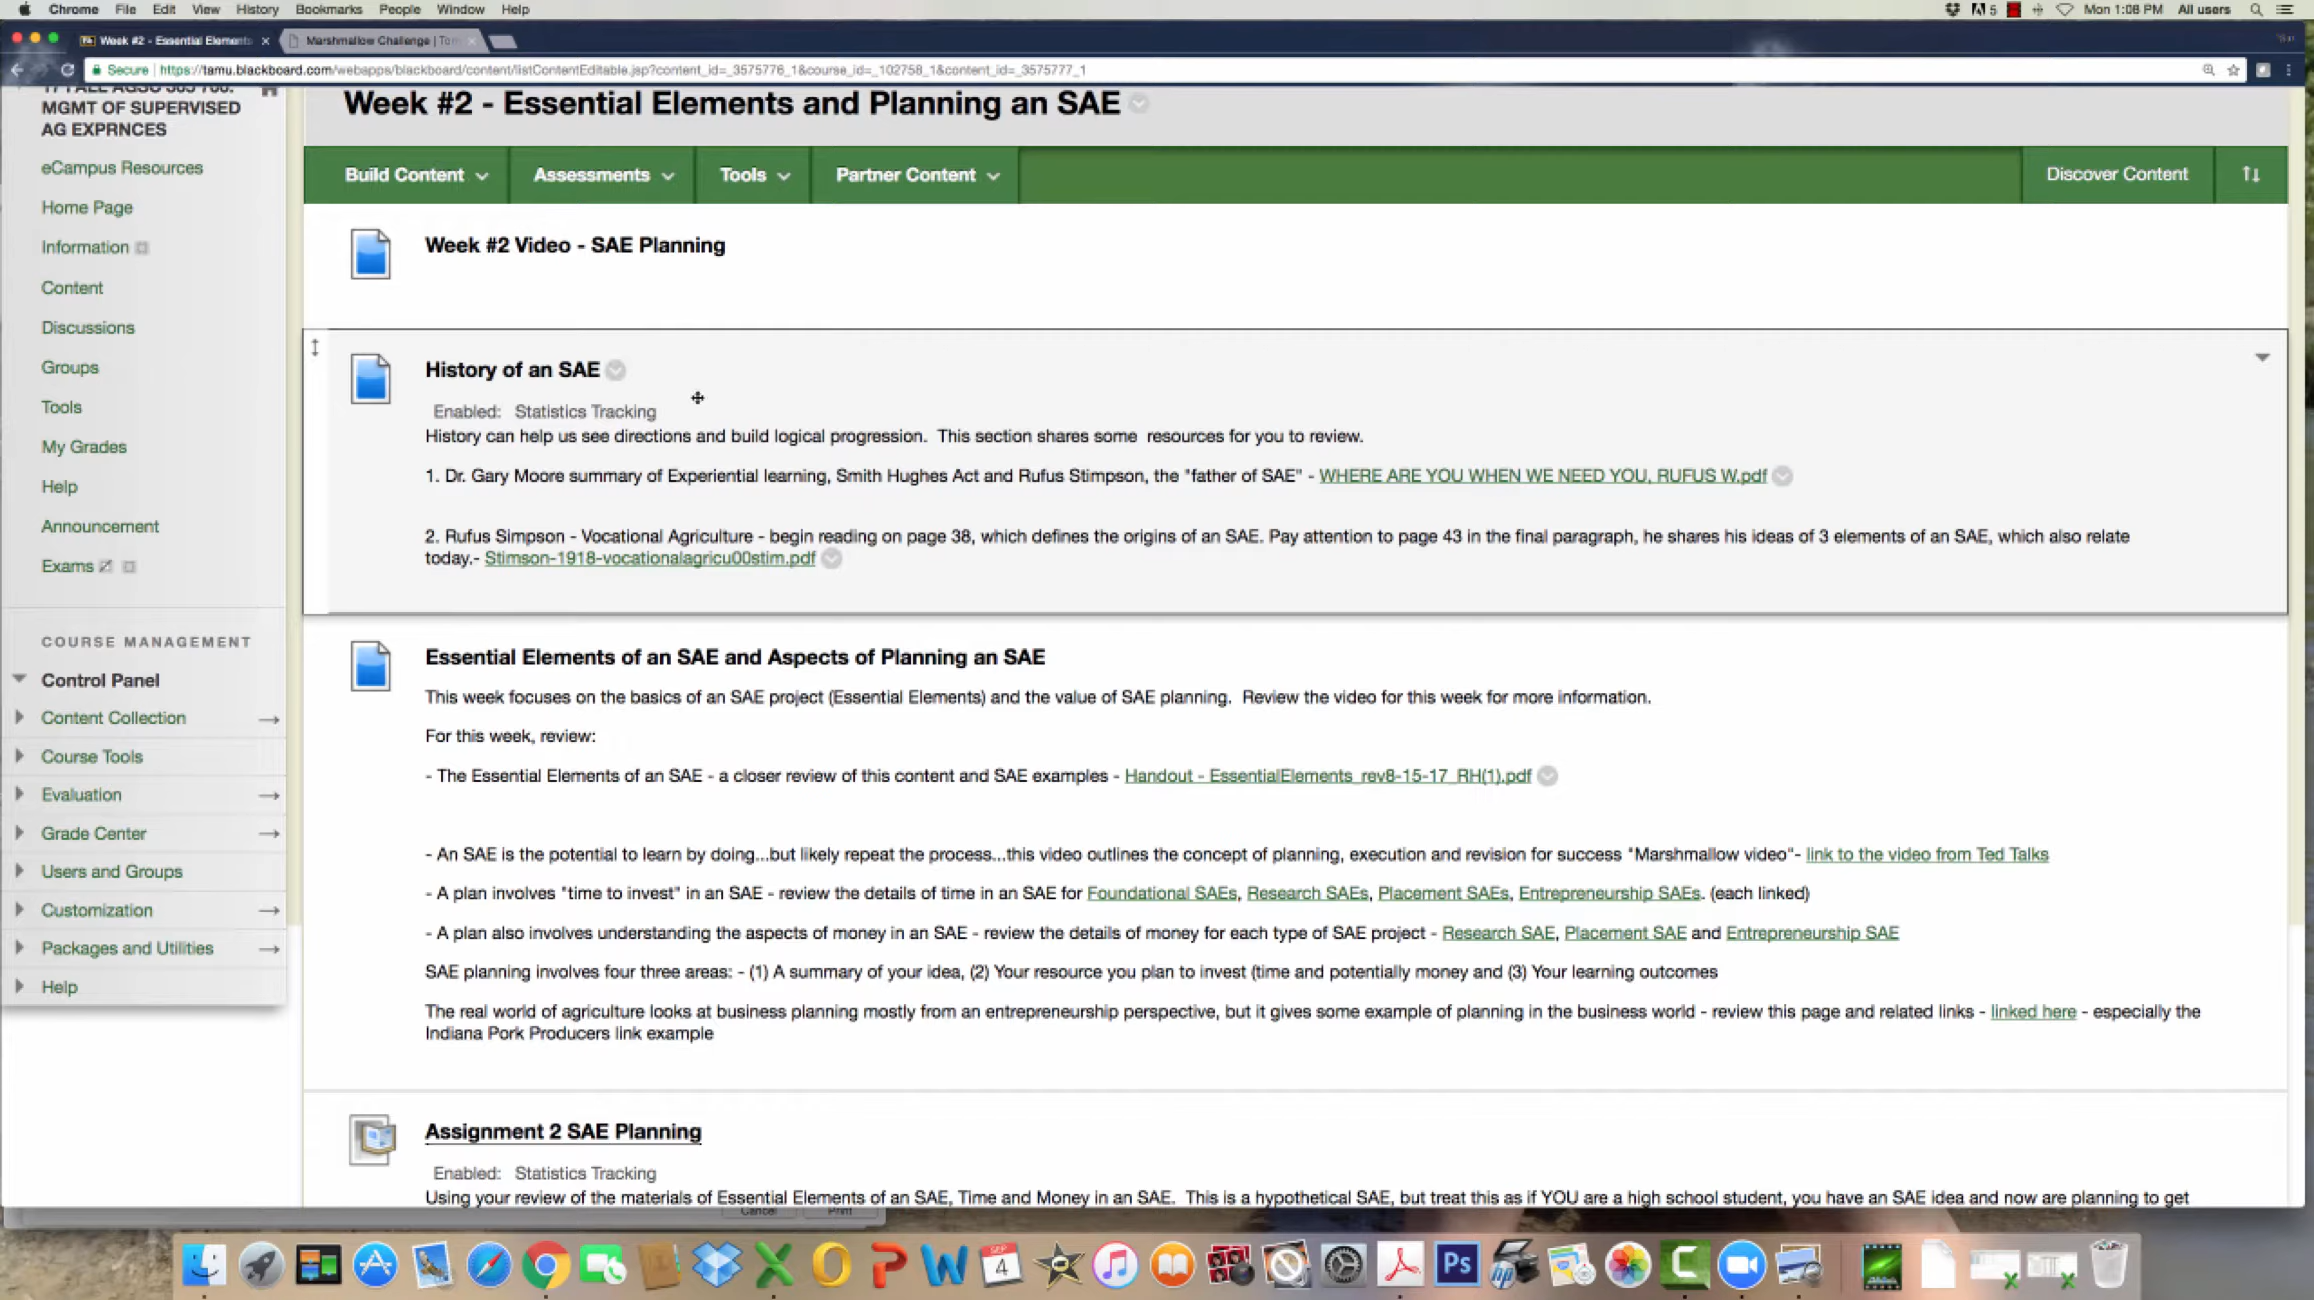 Chrome File Edit View History Bookmarks People Window Help
5 Mon 1:08 PM All users
Week #2 - Essential Elements
Marshmallow Challenge | Tom
Secure | https://tamu.blackboard.com/webapps/blackboard/content/listContentEditable.jsp?content_id=_3575776_1&course_id=_102758_1&content_id=_3575777_1
MGMT OF SUPERVISED
AG EXPRNCES
eCampus Resources
Home Page
Information
Content
Discussions
Groups
Tools
My Grades
Help
Announcement
Exams
COURSE MANAGEMENT
Control Panel
Content Collection
Course Tools
Evaluation
Grade Center
Users and Groups
Customization
Packages and Utilities
Help
Week #2 - Essential Elements and Planning an SAE
Build Content Assessments Tools Partner Content Discover Content
Week #2 Video - SAE Planning
History of an SAE
Enabled: Statistics Tracking
History can help us see directions and build logical progression. This section shares some resources for you to review.
1. Dr. Gary Moore summary of Experiential learning, Smith Hughes Act and Rufus Stimpson, the "father of SAE" - WHERE ARE YOU WHEN WE NEED YOU, RUFUS W.pdf
2. Rufus Simpson - Vocational Agriculture - begin reading on page 38, which defines the origins of an SAE. Pay attention to page 43 in the final paragraph, he shares his ideas of 3 elements of an SAE, which also relate
today.- Stimson-1918-vocationalagricu00stim.pdf
Essential Elements of an SAE and Aspects of Planning an SAE
This week focuses on the basics of an SAE project (Essential Elements) and the value of SAE planning. Review the video for this week for more information.
For this week, review:
- The Essential Elements of an SAE - a closer review of this content and SAE examples - Handout - EssentialElements_rev8-15-17_RH(1).pdf
- An SAE is the potential to learn by doing...but likely repeat the process...this video outlines the concept of planning, execution and revision for success "Marshmallow video"- link to the video from Ted Talks
- A plan involves "time to invest" in an SAE - review the details of time in an SAE for Foundational SAEs, Research SAEs, Placement SAEs, Entrepreneurship SAEs. (each linked)
- A plan also involves understanding the aspects of money in an SAE - review the details of money for each type of SAE project - Research SAE, Placement SAE and Entrepreneurship SAE
SAE planning involves four three areas: - (1) A summary of your idea, (2) Your resource you plan to invest (time and potentially money and (3) Your learning outcomes
The real world of agriculture looks at business planning mostly from an entrepreneurship perspective, but it gives some example of planning in the business world - review this page and related links - linked here - especially the
Indiana Pork Producers link example
Assignment 2 SAE Planning
Enabled: Statistics Tracking
Using your review of the materials of Essential Elements of an SAE, Time and Money in an SAE. This is a hypothetical SAE, but treat this as if YOU are a high school student, you have an SAE idea and now are planning to get
Cancel Print
SEP
4
Ps
hp